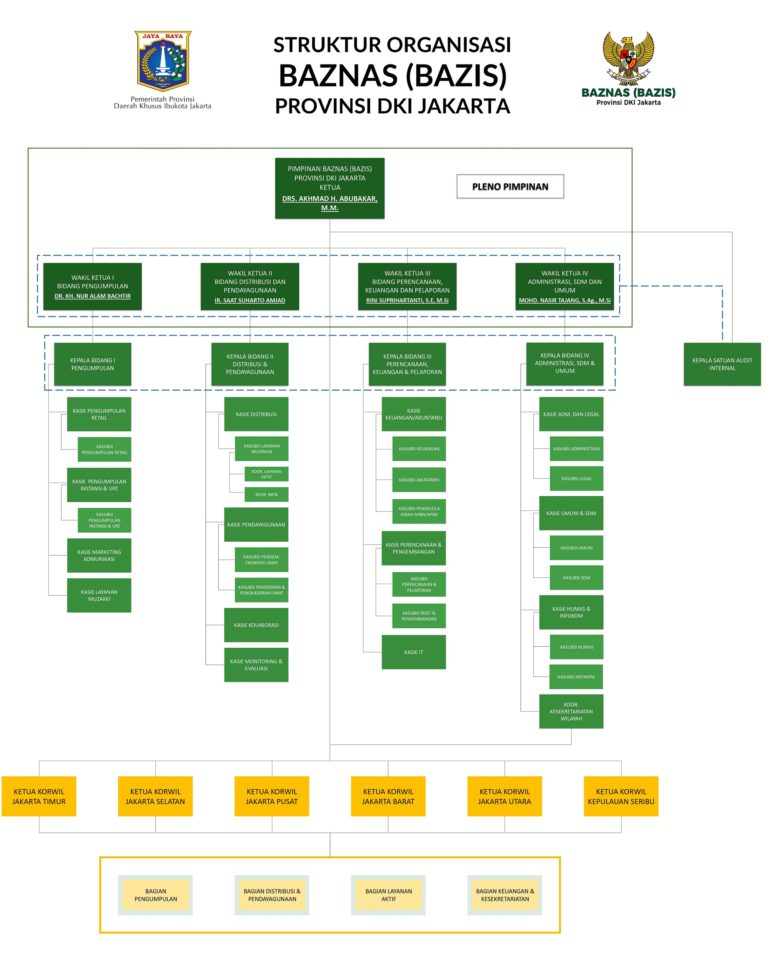 JAYA RAYA
Pemerintah Provinsi
Daerah Khusus Ibukota Jakarta
STRUKTUR ORGANISASI
BAZNAS (BAZIS)
PROVINSI DKI JAKARTA
BAZNAS (BAZIS)
Provinsi DKI Jakarta
PIMPINAN BAZNAS (BAZIS)
PROVINSI DKI JAKARTA
KETUA
DRS. AKHMAD H. ABUBAKAR,
M.M.
PLENO PIMPINAN
WAKIL KETUA I
BIDANG PENGUMPULAN
DR. KH. NUR ALAM BACHTIR
WAKIL KETUA II
BIDANG DISTRIBUSI DAN
PENDAYAGUNAAN
IR. SAAT SUHARTO AMJAD
WAKIL KETUA III
BIDANG PERENCANAAN,
KEUANGAN DAN PELAPORAN
RINI SUPRIHARTANTI, S.E, M.Si
WAKIL KETUA IV
ADMINISTRASI, SDM DAN
UMUM
MOHD. NASIR TAJANG, S.Ag., M.Si
KEPALA BIDANG I
PENGUMPULAN
KEPALA BIDANG II
DISTRIBUSI &
PENDAYAGUNAAN
KEPALA BIDANG III
PERENCANAAN,
KEUANGAN & PELAPORAN
KEPALA BIDANG IV
ADMINISTRASI, SDM &
UMUM
KEPALA SATUAN AUDIT
INTERNAL
KASIE PENGUMPULAN
RETAIL
KASUBSI
PENGUMPULAN RETAIL
KASIE PENGUMPULAN
INSTANSI & UPZ
KASUBSI
PENGUMPULAN
INSTANSI & UPZ
KASIE MARKETING
KOMUNIKASI
KASIE LAYANAN
MUZAKKI
KASIE DISTRIBUSI
KASUBSI LAYANAN
MUSTAHIK
KOOR. LAYANAN
AKTIF
KOOR.
KASIE PENDAYAGUNAAN
KASUBSI PENGEM.
EKONOMI UMAT
KASUBSI PENDIDIKAN &
PENGKADERAN UMAT
KASIE KOLABORASI
KASIE MONITORING &
EVALUASI
KASIE
KEUANGAN/AKUNTANSI
KASUBSI KEUANGAN
KASUBSI AKUNTANSI
KASUBSI PENGELOLA
HIBAH APBN/APBD
KASIE PERENCANAAN &
PENGEMBANGAN
KASUBSI
PERENCANAAN &
PELAPORAN
KASUBSI RISET &
PENGEMBANGAN
KASIE IT
KASIE ADM. DAN LEGAL
KASUBSI ADMINISTRASI
KASUBSI LEGAL
KASIE UMUM & SDM
KASUBSI UMUM
KASUBSI SDM
KASIE HUMAS &
INFOKOM
KASUBSI HUMAS
KASUBSI INFOKOM
KOOR.
KESEKRETARIATAN
WILAYAH
KETUA KORWIL
JAKARTA TIMUR
KETUA KORWIL
JAKARTA SELATAN
KETUA KORWIL
JAKARTA PUSAT
KETUA KORWIL
JAKARTA BARAT
KETUA KORWIL
JAKARTA UTARA
KETUA KORWIL
KEPULAUAN SERIBU
BAGIAN
PENGUMPULAN
BAGIAN DISTRIBUSI &
PENDAYAGUNAAN
BAGIAN LAYANAN
AKTIF
BAGIAN KEUANGAN &
KESEKRETARIATAN